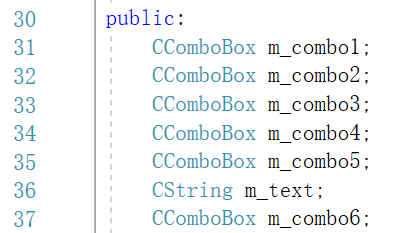 30 public:
31 CComboBox m_combo1;
32 CComboBox m_combo2;
33 CComboBox m_combo3;
34 CComboBox m_combo4;
35 CComboBox m_combo5;
36 CString m_text;
37 CComboBox m_combo6;